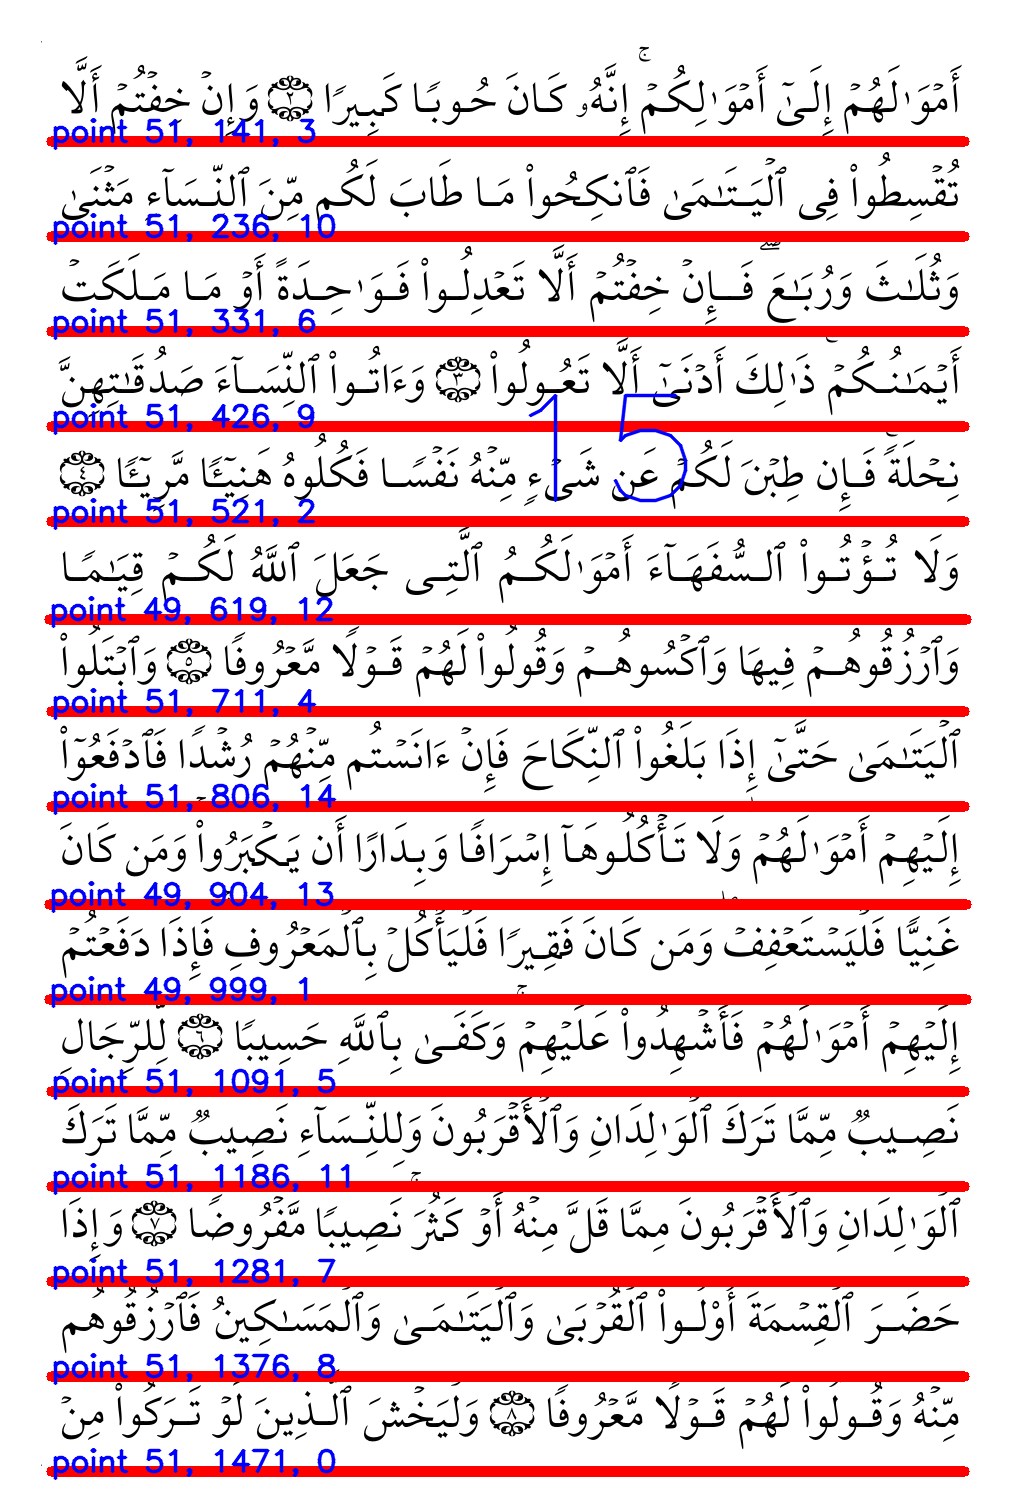 أَمۡوَٰلَهُمۡ إِلَىٰٓ أَمۡوَٰلِكُمۡۚ إِنَّهُۥ كَانَ حُوبٗا كَبِيرٗا ٢ وَإِنۡ خِفۡتُمۡ أَلَّا
point 51, 141, 3
تُقۡسِطُواْ فِي ٱلۡيَتَٰمَىٰ فَٱنكِحُواْ مَا طَابَ لَكُم مِّنَ ٱلنِّسَآءِ مَثۡنَىٰ
point 51, 236, 10
وَثُلَٰثَ وَرُبَٰعَۖ فَإِنۡ خِفۡتُمۡ أَلَّا تَعۡدِلُواْ فَوَٰحِدَةً أَوۡ مَا مَلَكَتۡ
point 51, 331, 6
أَيۡمَٰنُكُمۡۚ ذَٰلِكَ أَدۡنَىٰٓ أَلَّا تَعُولُواْ ٣ وَءَاتُواْ ٱلنِّسَآءَ صَدُقَٰتِهِنَّ
point 51, 426, 9
15
نِحۡلَةٗۚ فَإِن طِبۡنَ لَكُمۡ عَن شَيۡءٖ مِّنۡهُ نَفۡسٗا فَكُلُوهُ هَنِيٓـٔٗا مَّرِيٓـٔٗا ٤
point 51, 521, 2
وَلَا تُؤۡتُواْ ٱلسُّفَهَآءَ أَمۡوَٰلَكُمُ ٱلَّتِي جَعَلَ ٱللَّهُ لَكُمۡ قِيَٰمٗا
point 49, 619, 12
وَٱرۡزُقُوهُمۡ فِيهَا وَٱكۡسُوهُمۡ وَقُولُواْ لَهُمۡ قَوۡلٗا مَّعۡرُوفٗا ٥ وَٱبۡتَلُواْ
point 51, 711, 4
ٱلۡيَتَٰمَىٰ حَتَّىٰٓ إِذَا بَلَغُواْ ٱلنِّكَاحَ فَإِنۡ ءَانَسۡتُم مِّنۡهُمۡ رُشۡدٗا فَٱدۡفَعُوٓاْ
point 51, 806, 14
إِلَيۡهِمۡ أَمۡوَٰلَهُمۡۖ وَلَا تَأۡكُلُوهَآ إِسۡرَافٗا وَبِدَارًا أَن يَكۡبَرُواْۚ وَمَن كَانَ
point 49, 904, 13
غَنِيّٗا فَلۡيَسۡتَعۡفِفۡۖ وَمَن كَانَ فَقِيرٗا فَلۡيَأۡكُلۡ بِٱلۡمَعۡرُوفِۚ فَإِذَا دَفَعۡتُمۡ
point 49, 999, 1
إِلَيۡهِمۡ أَمۡوَٰلَهُمۡ فَأَشۡهِدُواْ عَلَيۡهِمۡۚ وَكَفَىٰ بِٱللَّهِ حَسِيبٗا ٦ لِّلرِّجَالِ
point 51, 1091, 5
نَصِيبٞ مِّمَّا تَرَكَ ٱلۡوَٰلِدَانِ وَٱلۡأَقۡرَبُونَ وَلِلنِّسَآءِ نَصِيبٞ مِّمَّا تَرَكَ
point 51, 1186, 11
ٱلۡوَٰلِدَانِ وَٱلۡأَقۡرَبُونَ مِمَّا قَلَّ مِنۡهُ أَوۡ كَثُرَۚ نَصِيبٗا مَّفۡرُوضٗا ٧ وَإِذَا
point 51, 1281, 7
حَضَرَ ٱلۡقِسۡمَةَ أُوْلُواْ ٱلۡقُرۡبَىٰ وَٱلۡيَتَٰمَىٰ وَٱلۡمَسَٰكِينُ فَٱرۡزُقُوهُم
point 51, 1376, 8
مِّنۡهُ وَقُولُواْ لَهُمۡ قَوۡلٗا مَّعۡرُوفٗا ٨ وَلۡيَخۡشَ ٱلَّذِينَ لَوۡ تَرَكُواْ مِنۡ
point 51, 1471, 0